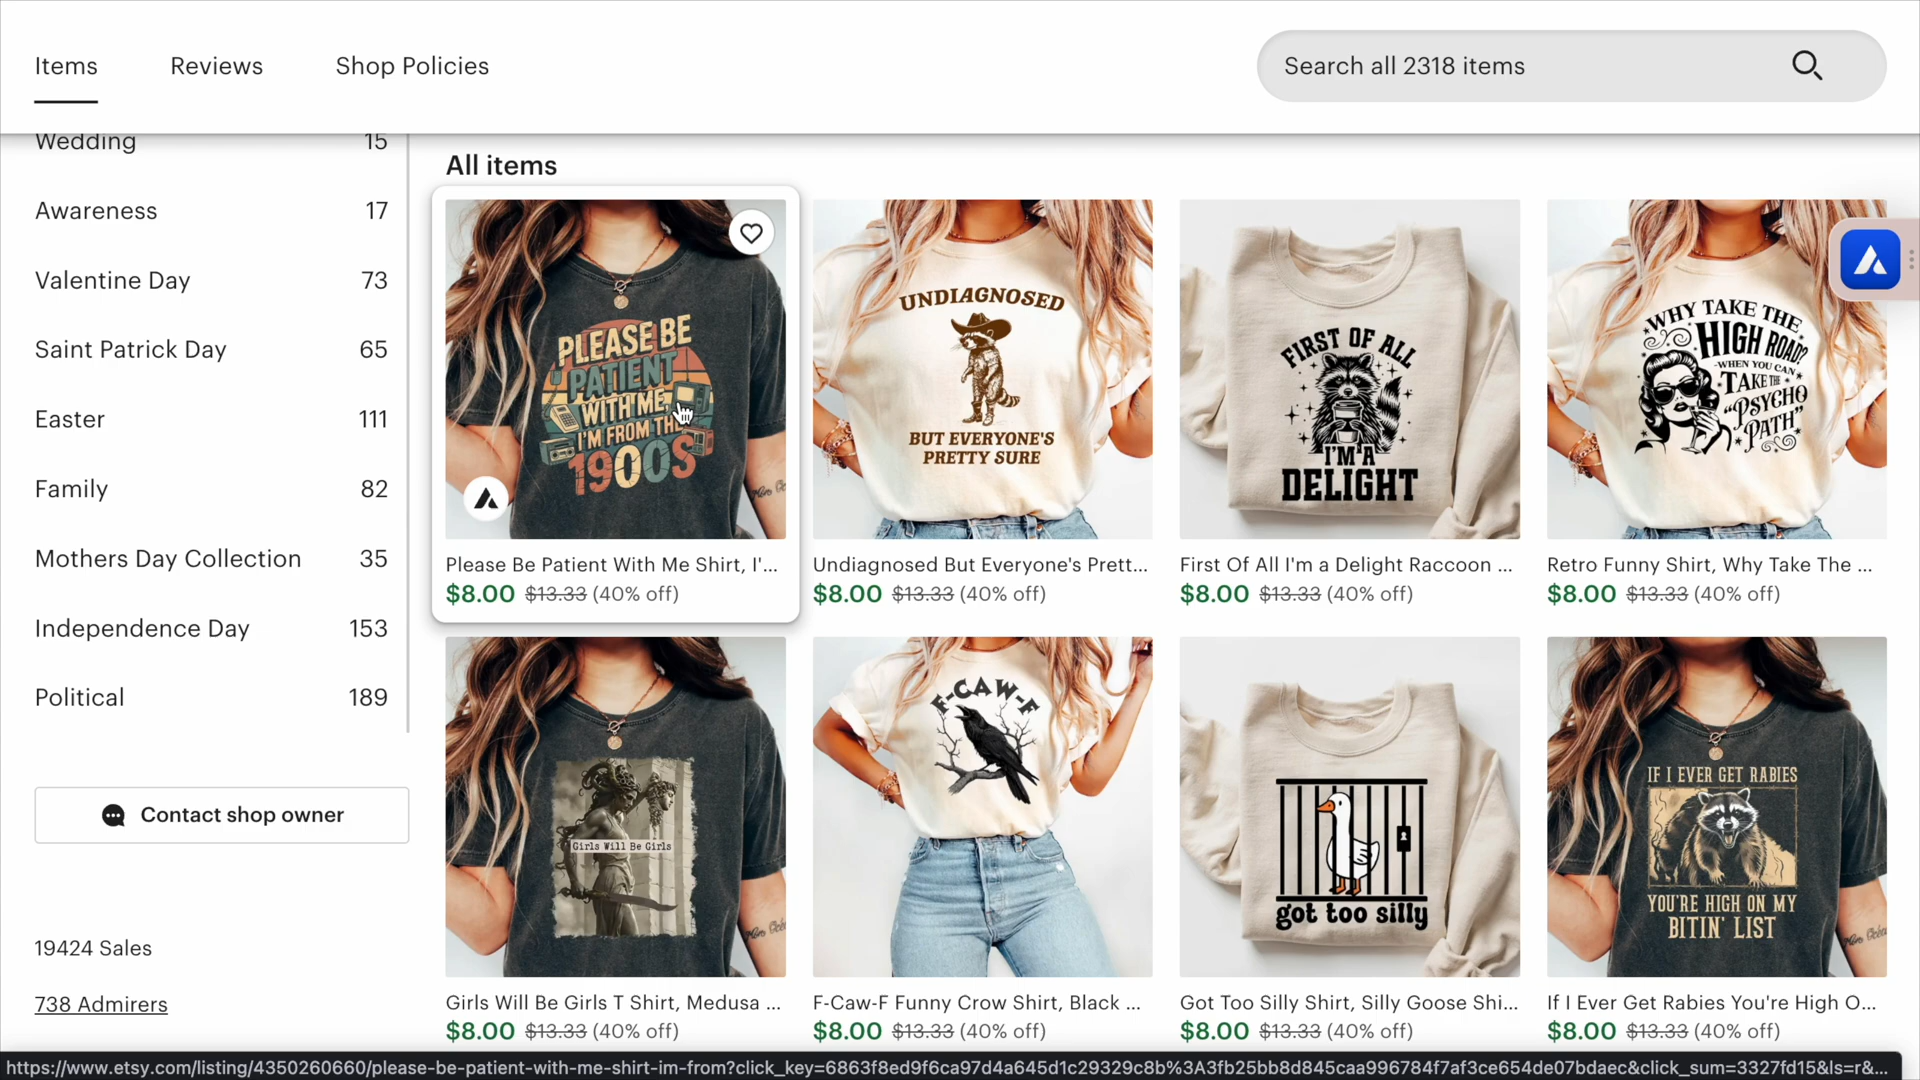 Items
Reviews
Shop Policies
Search all 2318 items
Wedding 15
Awareness 17
Valentine Day 73
Saint Patrick Day 65
Easter 111
Family 82
Mothers Day Collection 35
Independence Day 153
Political 189
Contact shop owner
19424 Sales
738 Admirers
All items
PLEASE BE
PATIENT
WITH ME,
I'M FROM THE
1900S
Please Be Patient With Me Shirt, I'...
$8.00 $13.33 (40% off)
UNDIAGNOSED
BUT EVERYONE'S
PRETTY SURE
Undiagnosed But Everyone's Prett...
$8.00 $13.33 (40% off)
FIRST OF ALL
I'M A
DELIGHT
First Of All I'm a Delight Raccoon ...
$8.00 $13.33 (40% off)
WHY TAKE THE
HIGH ROAD?
WHEN YOU CAN
TAKE THE
"PSYCHO
PATH"
Retro Funny Shirt, Why Take The ...
$8.00 $13.33 (40% off)
Girls Will Be Girls
Girls Will Be Girls T Shirt, Medusa ...
$8.00 $13.33 (40% off)
F-CAW-F
F-Caw-F Funny Crow Shirt, Black ...
$8.00 $13.33 (40% off)
got too silly
Got Too Silly Shirt, Silly Goose Shi...
$8.00 $13.33 (40% off)
IF I EVER GET RABIES
YOU'RE HIGH ON MY
BITIN' LIST
If I Ever Get Rabies You're High O...
$8.00 $13.33 (40% off)
https://www.etsy.com/listing/4350260660/please-be-patient-with-me-shirt-im-from?click_key=6863f8ed9f6ca97d4a645d1c29329c8b%3A3fb25bb8d845caa996784f7af3ce654de07bdaec&click_sum=3327fd15&ls=r&...